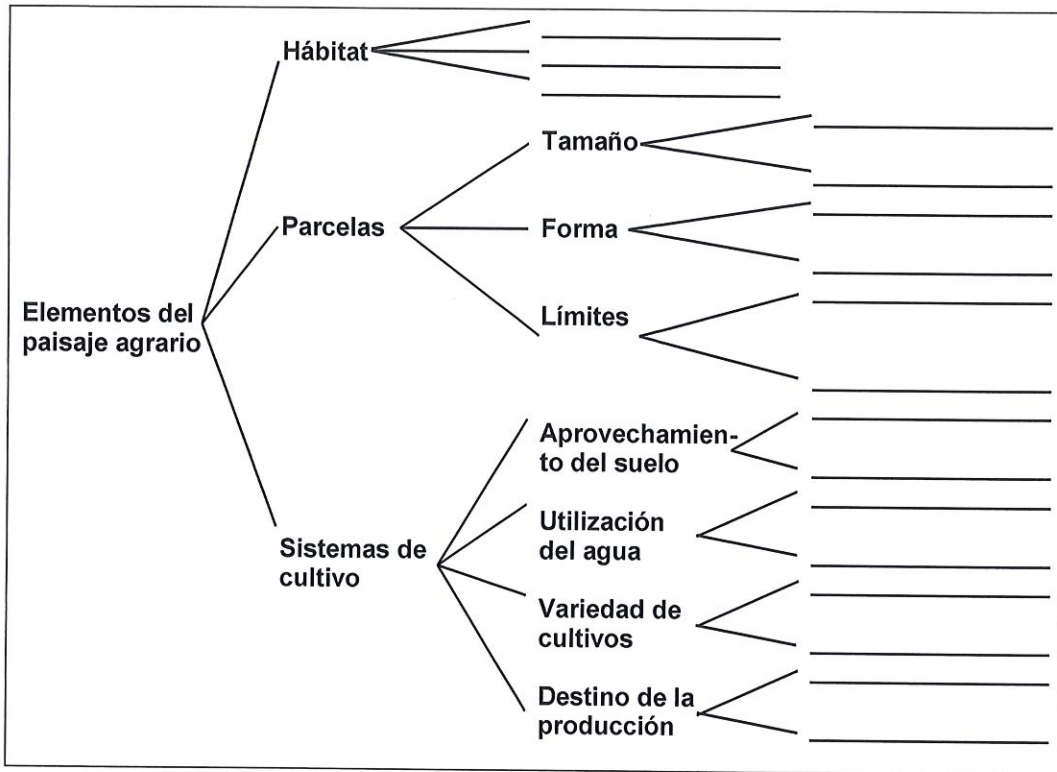 Hábitat
Tamaño
Parcelas
Forma
Elementos del
paisaje agrario
Límites
Aprovechamien-
to del suelo
Utilización
del agua
Sistemas de
cultivo
Variedad de
cultivos
Destino de la
producción